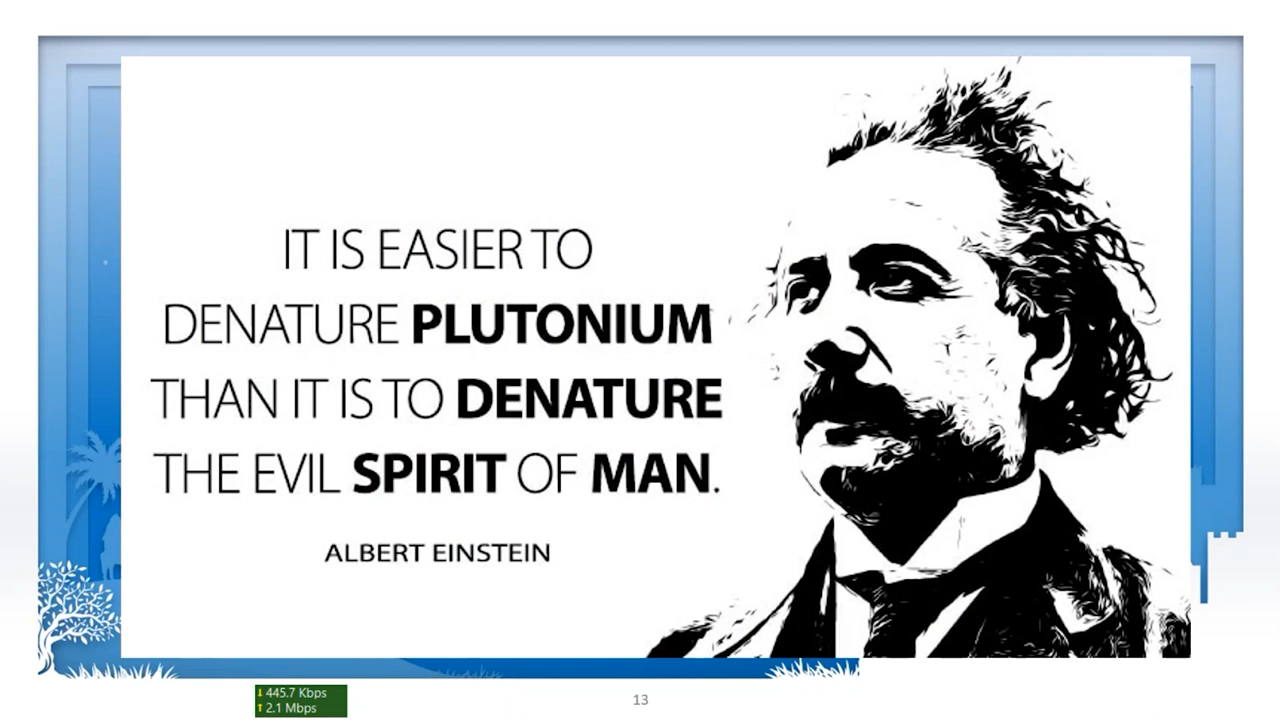 IT IS EASIER TO
DENATURE PLUTONIUM
THAN IT IS TO DENATURE
THE EVIL SPIRIT OF MAN.
ALBERT EINSTEIN
↓ 445.7 Kbps
↑ 2.1 Mbps
13